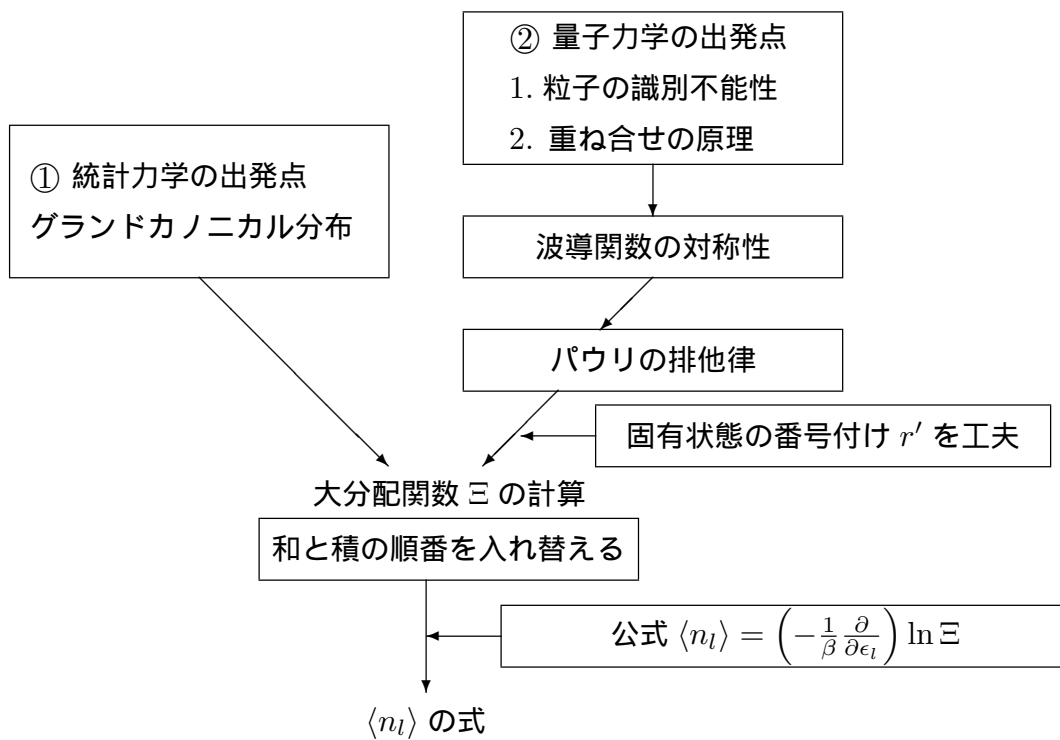 ② 量子力学の出発点
1. 粒子の識別不能性
2. 重ね合せの原理
① 統計力学の出発点
グランドカノニカル分布
波導関数の対称性
パウリの排他律
固有状態の番号付け r′ を工夫
大分配関数 Ξ の計算
和と積の順番を入れ替える
公式 ⟨n_l⟩ = (−\frac{1}{β}\frac{∂}{∂ϵ_l}) ln Ξ
⟨n_l⟩ の式